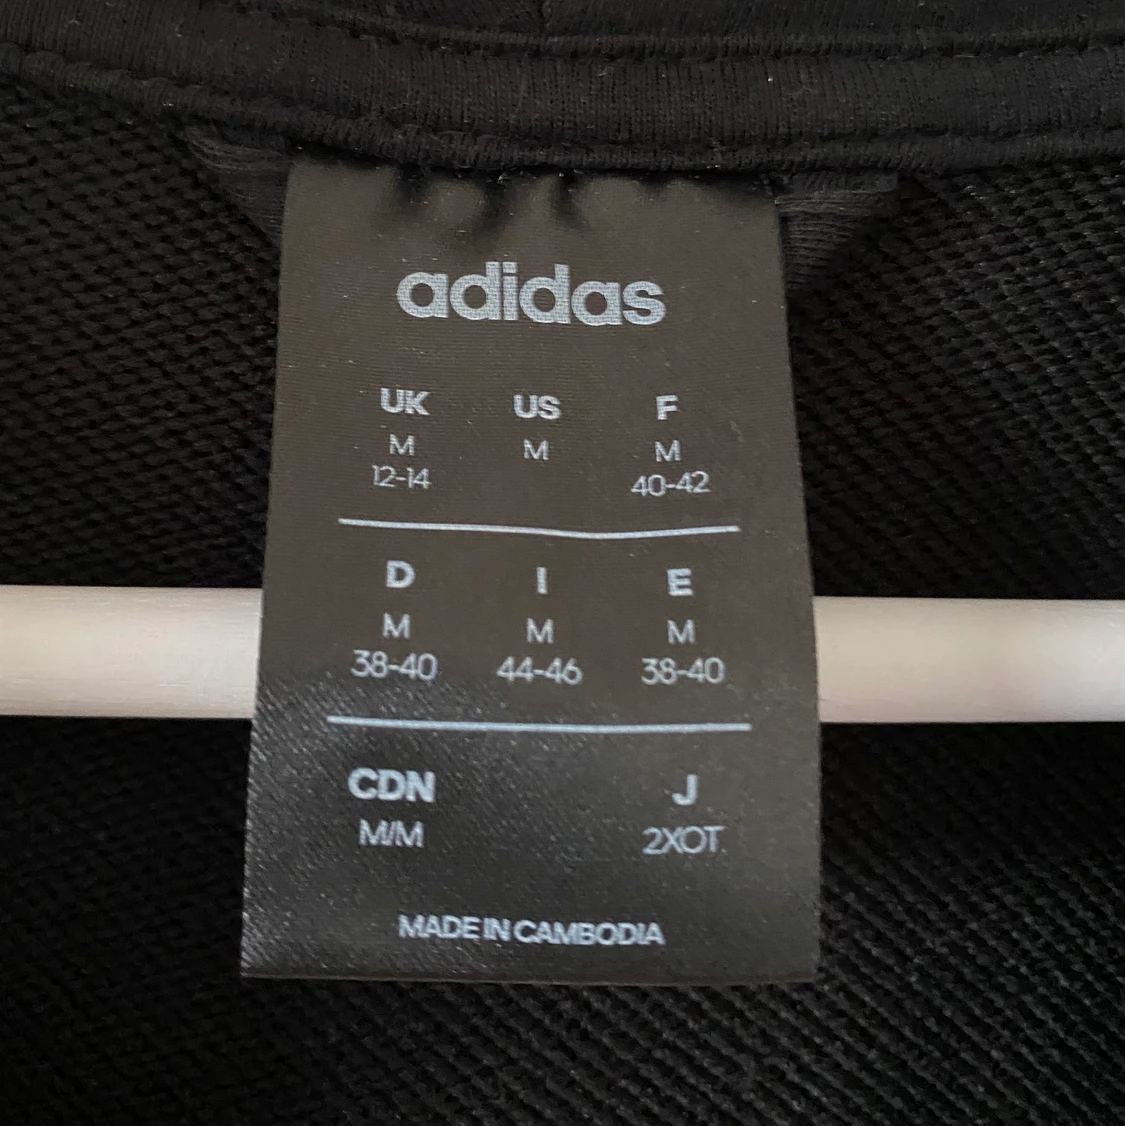 adidas
UK US F
M M M
12-14 40-42
D I E
M M M
38-40 44-46 38-40
CDN J
M/M 2XOT
MADE IN CAMBODIA